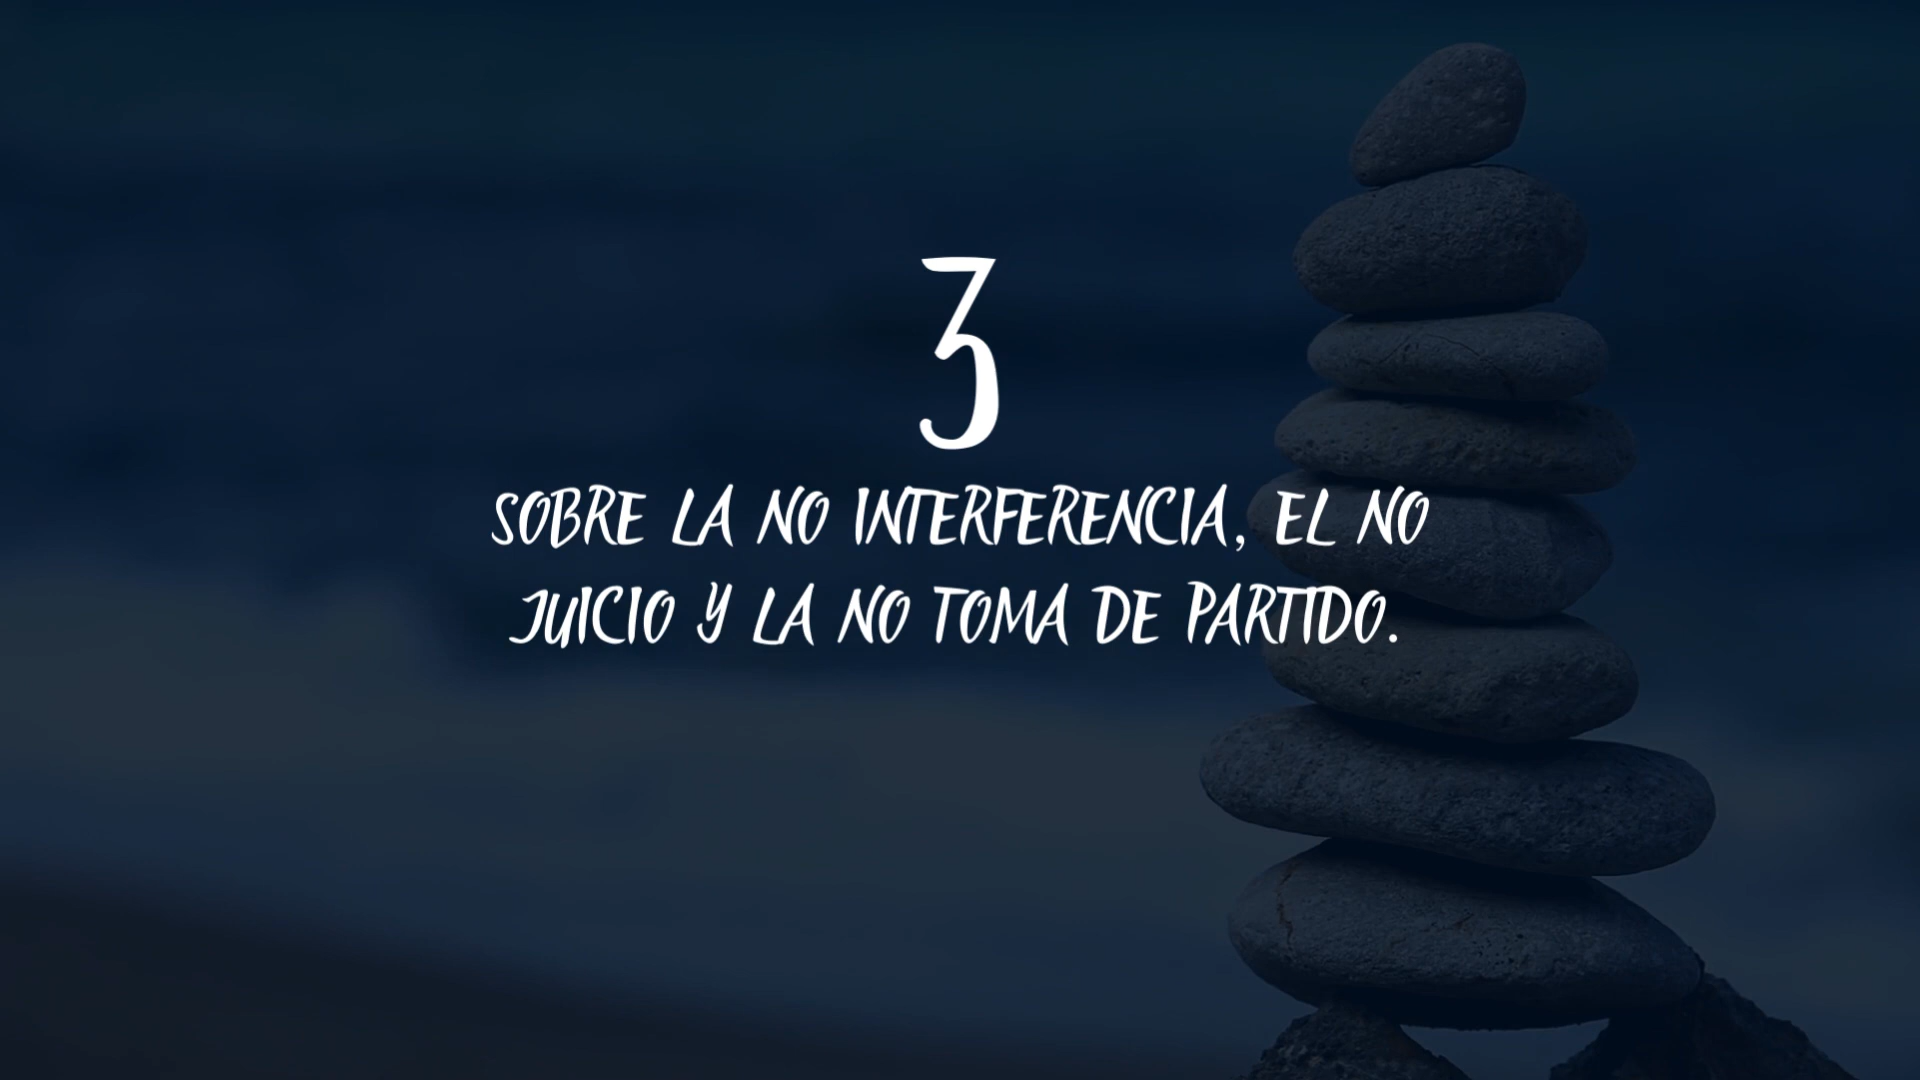 3
SOBRE LA NO INTERFERENCIA, EL NO
JUICIO Y LA NO TOMA DE PARTIDO.